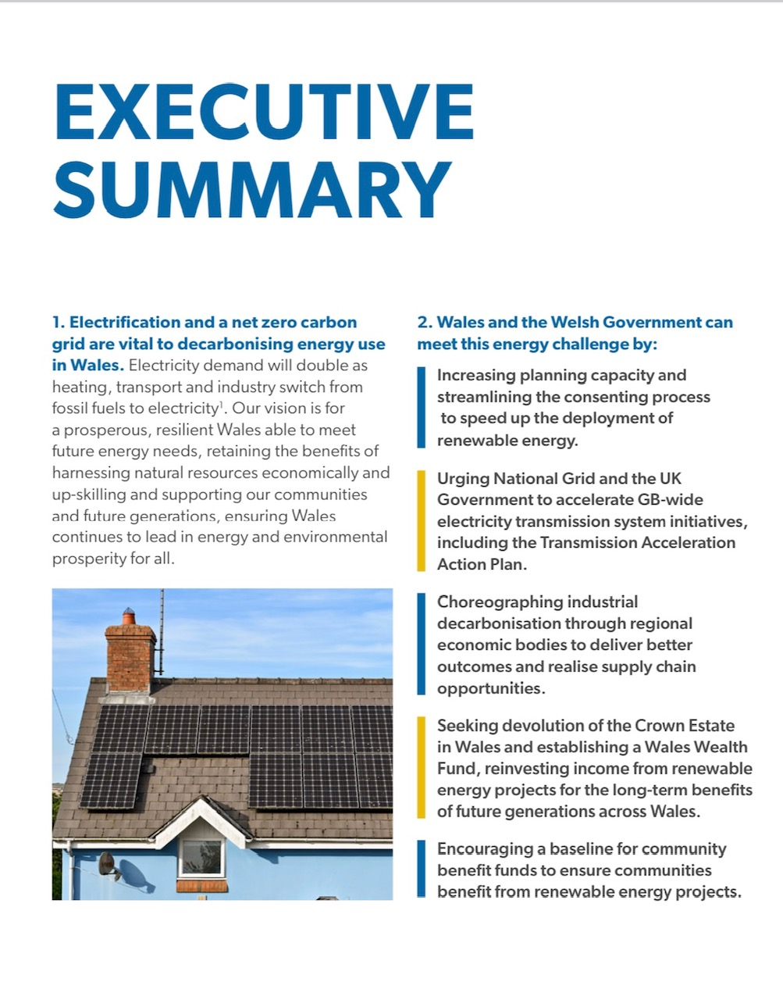 EXECUTIVE
SUMMARY
1. Electrification and a net zero carbon
grid are vital to decarbonising energy use
in Wales. Electricity demand will double as
heating, transport and industry switch from
fossil fuels to electricity¹. Our vision is for
a prosperous, resilient Wales able to meet
future energy needs, retaining the benefits of
harnessing natural resources economically and
up-skilling and supporting our communities
and future generations, ensuring Wales
continues to lead in energy and environmental
prosperity for all.
2. Wales and the Welsh Government can
meet this energy challenge by:
Increasing planning capacity and
streamlining the consenting process
to speed up the deployment of
renewable energy.
Urging National Grid and the UK
Government to accelerate GB-wide
electricity transmission system initiatives,
including the Transmission Acceleration
Action Plan.
Choreographing industrial
decarbonisation through regional
economic bodies to deliver better
outcomes and realise supply chain
opportunities.
Seeking devolution of the Crown Estate
in Wales and establishing a Wales Wealth
Fund, reinvesting income from renewable
energy projects for the long-term benefits
of future generations across Wales.
Encouraging a baseline for community
benefit funds to ensure communities
benefit from renewable energy projects.